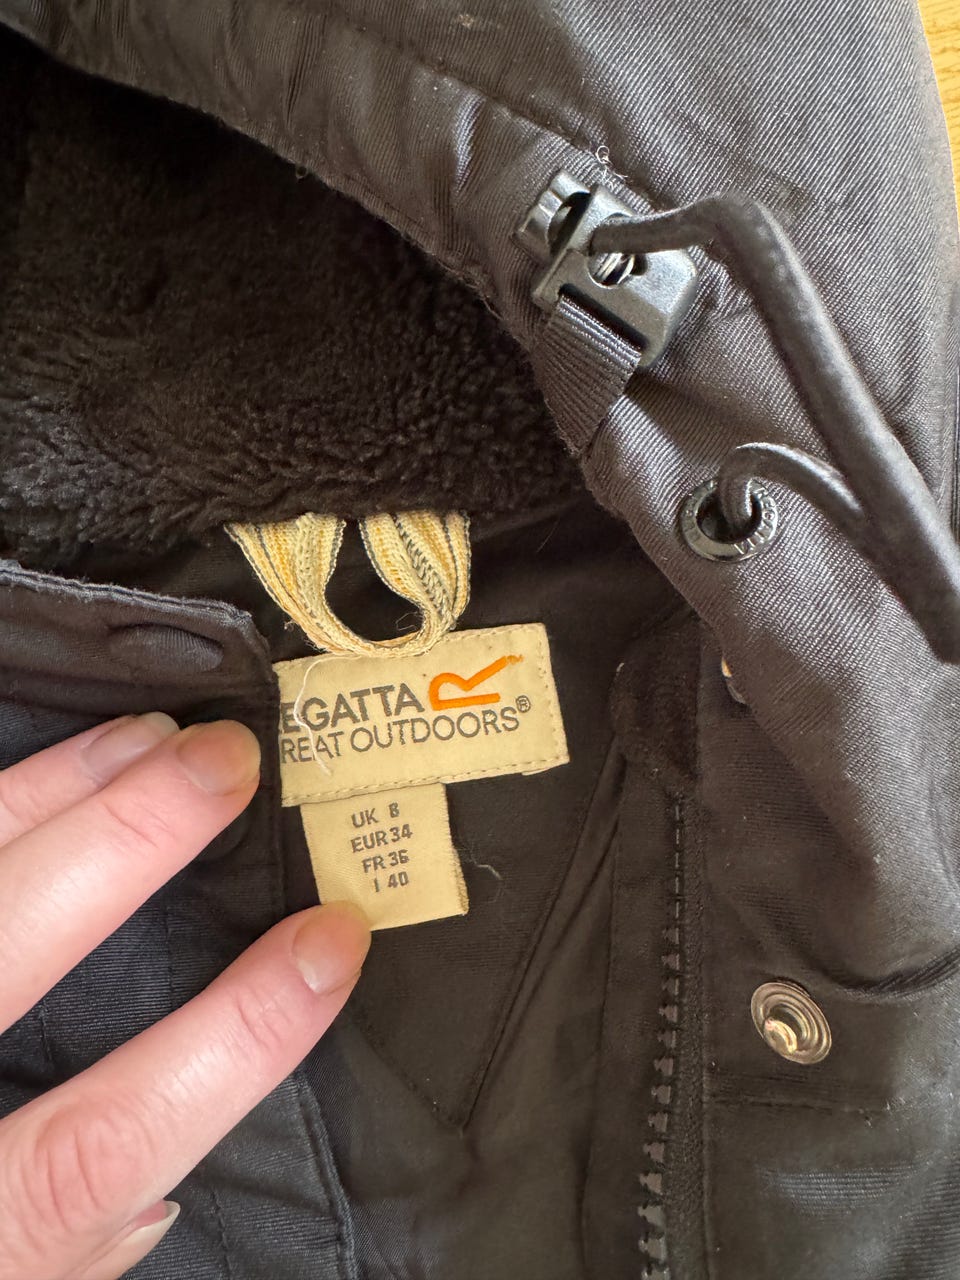 EGATTA
REAT OUTDOORS®
UK 8
EUR 34
FR 36
I 40